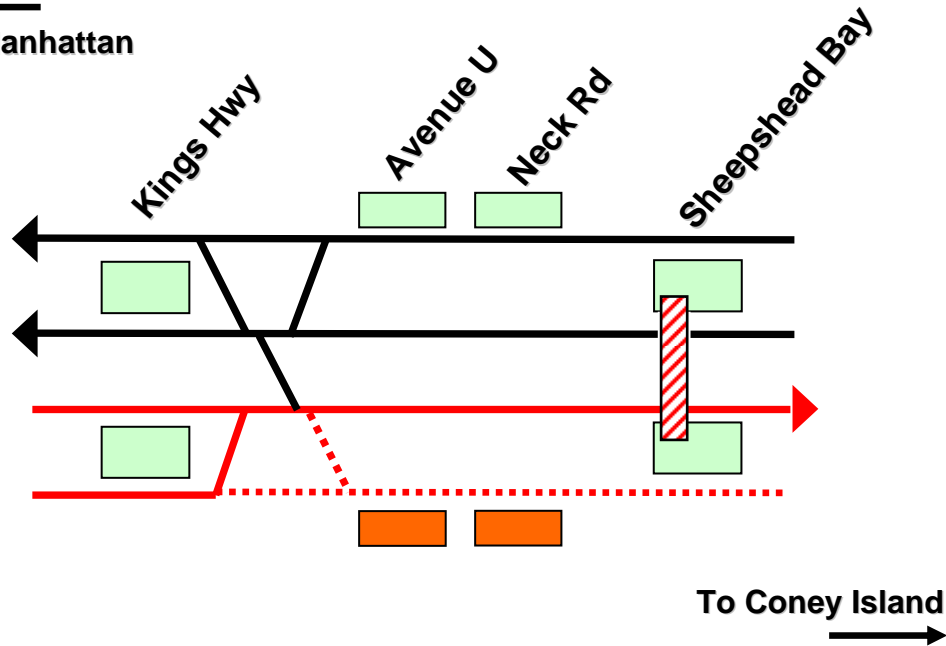 anhattan
Kings Hwy
Avenue U
Neck Rd
Sheepshead Bay
To Coney Island